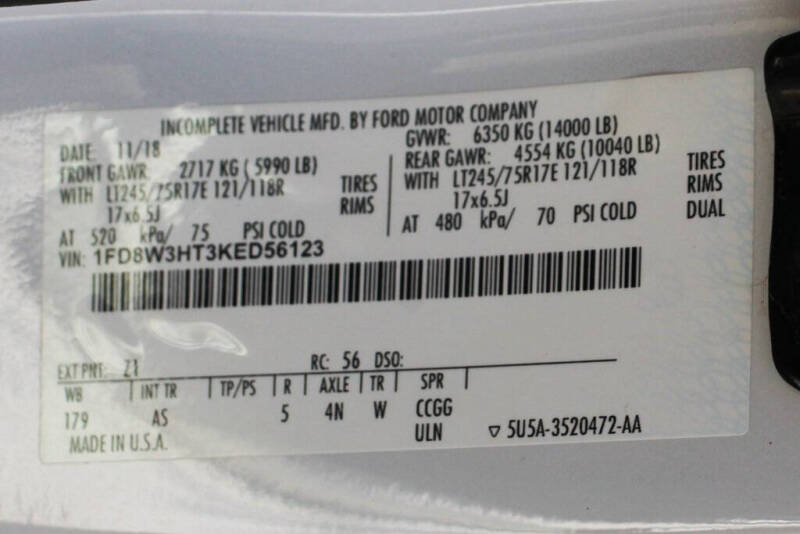 INCOMPLETE VEHICLE MFD. BY FORD MOTOR COMPANY
DATE: 11/18 GVWR: 6350 KG (14000 LB)
FRONT GAWR: 2717 KG (5990 LB) REAR GAWR: 4554 KG (10040 LB)
WITH LT245/75R17E 121/118R TIRES WITH LT245/75R17E 121/118R TIRES
17x6.5J RIMS 17x6.5J RIMS
AT 520 kPa/ 75 PSI COLD AT 480 kPa/ 70 PSI COLD DUAL
VIN: 1FD8W3HT3KED56123
EXT PNT: Z1 RC: 56 DSO:
WB INT TR TP/PS R AXLE TR SPR
179 AS 5 4N W CCGG
MADE IN U.S.A. ULN ▽ 5U5A-3520472-AA